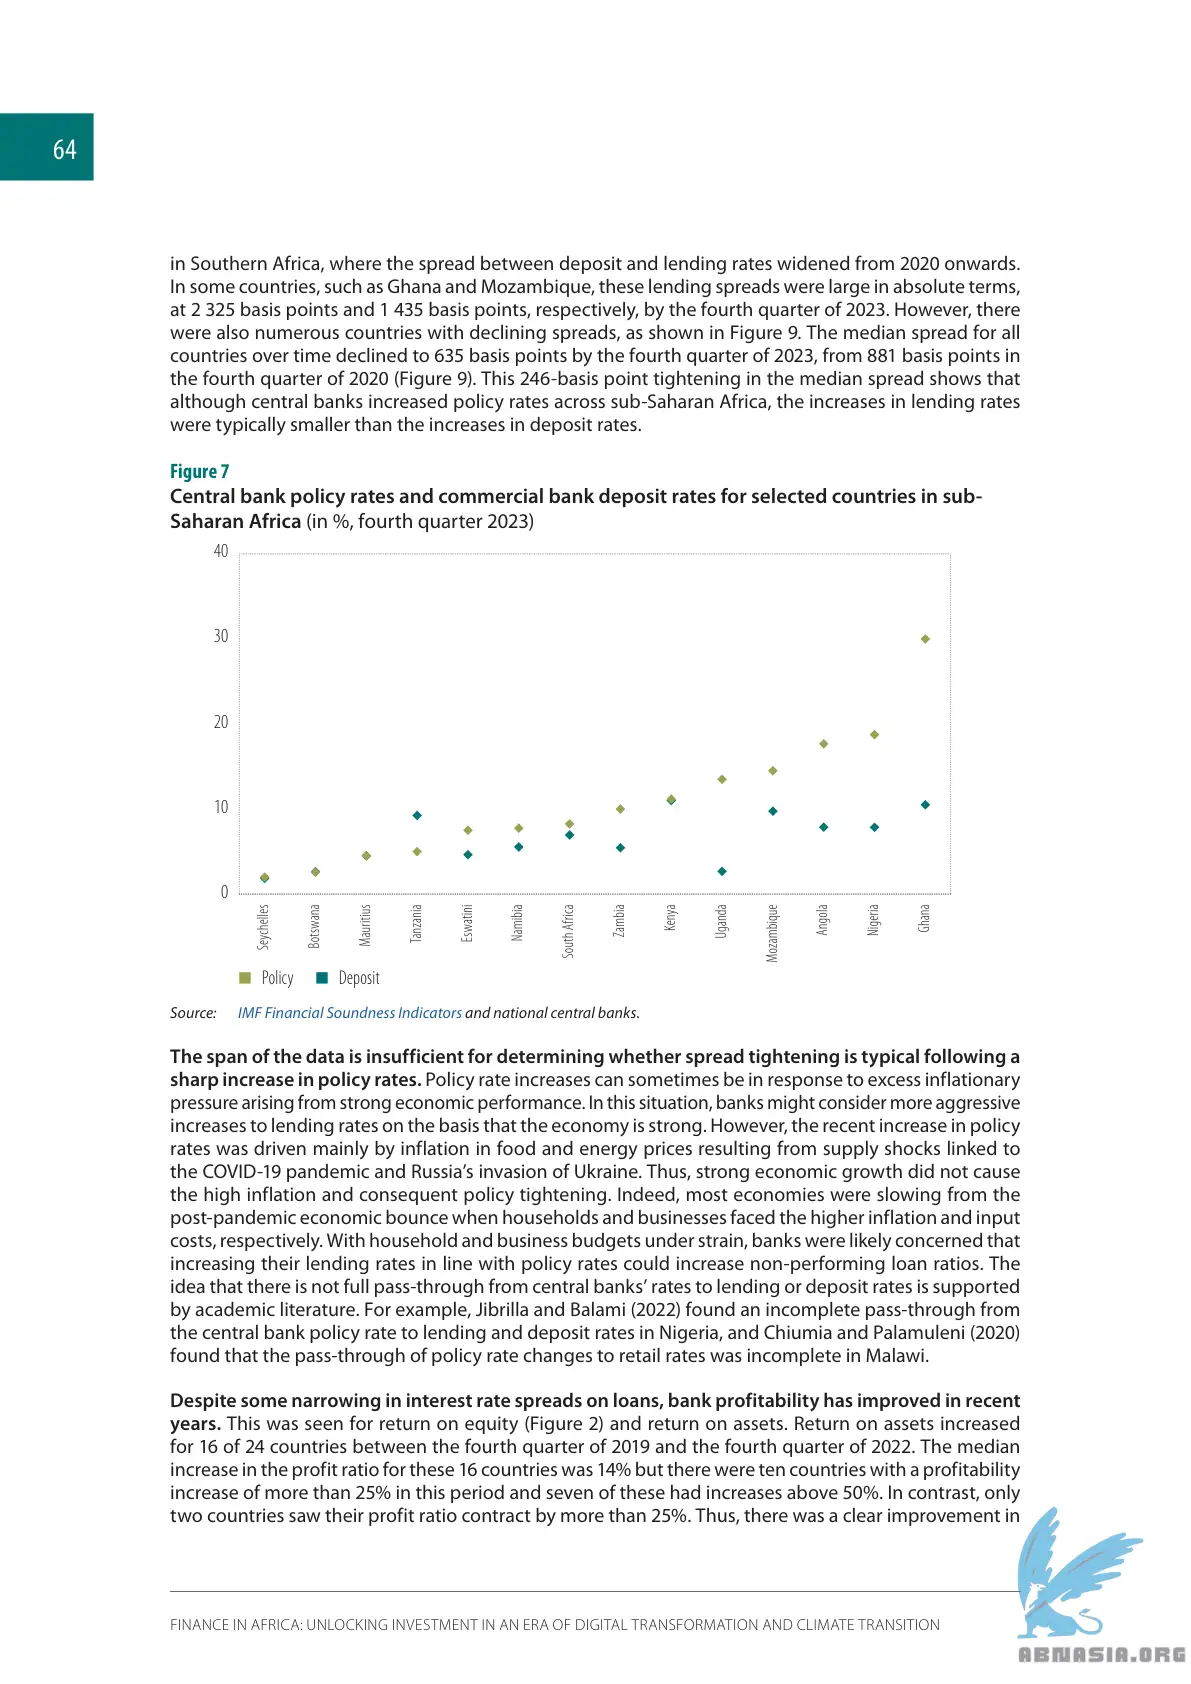 64
in Southern Africa, where the spread between deposit and lending rates widened from 2020 onwards.
In some countries, such as Ghana and Mozambique, these lending spreads were large in absolute terms,
at 2 325 basis points and 1 435 basis points, respectively, by the fourth quarter of 2023. However, there
were also numerous countries with declining spreads, as shown in Figure 9. The median spread for all
countries over time declined to 635 basis points by the fourth quarter of 2023, from 881 basis points in
the fourth quarter of 2020 (Figure 9). This 246-basis point tightening in the median spread shows that
although central banks increased policy rates across sub-Saharan Africa, the increases in lending rates
were typically smaller than the increases in deposit rates.
Figure 7
Central bank policy rates and commercial bank deposit rates for selected countries in sub-
Saharan Africa (in %, fourth quarter 2023)
40
30
20
10
0
Seychelles
Botswana
Mauritius
Tanzania
Eswatini
Namibia
South Africa
Zambia
Kenya
Uganda
Mozambique
Angola
Nigeria
Ghana
Policy Deposit
Source: IMF Financial Soundness Indicators and national central banks.
The span of the data is insufficient for determining whether spread tightening is typical following a
sharp increase in policy rates. Policy rate increases can sometimes be in response to excess inflationary
pressure arising from strong economic performance. In this situation, banks might consider more aggressive
increases to lending rates on the basis that the economy is strong. However, the recent increase in policy
rates was driven mainly by inflation in food and energy prices resulting from supply shocks linked to
the COVID-19 pandemic and Russia’s invasion of Ukraine. Thus, strong economic growth did not cause
the high inflation and consequent policy tightening. Indeed, most economies were slowing from the
post-pandemic economic bounce when households and businesses faced the higher inflation and input
costs, respectively. With household and business budgets under strain, banks were likely concerned that
increasing their lending rates in line with policy rates could increase non-performing loan ratios. The
idea that there is not full pass-through from central banks’ rates to lending or deposit rates is supported
by academic literature. For example, Jibrilla and Balami (2022) found an incomplete pass-through from
the central bank policy rate to lending and deposit rates in Nigeria, and Chiumia and Palamuleni (2020)
found that the pass-through of policy rate changes to retail rates was incomplete in Malawi.
Despite some narrowing in interest rate spreads on loans, bank profitability has improved in recent
years. This was seen for return on equity (Figure 2) and return on assets. Return on assets increased
for 16 of 24 countries between the fourth quarter of 2019 and the fourth quarter of 2022. The median
increase in the profit ratio for these 16 countries was 14% but there were ten countries with a profitability
increase of more than 25% in this period and seven of these had increases above 50%. In contrast, only
two countries saw their profit ratio contract by more than 25%. Thus, there was a clear improvement in
FINANCE IN AFRICA: UNLOCKING INVESTMENT IN AN ERA OF DIGITAL TRANSFORMATION AND CLIMATE TRANSITION
ABNASIA.ORG